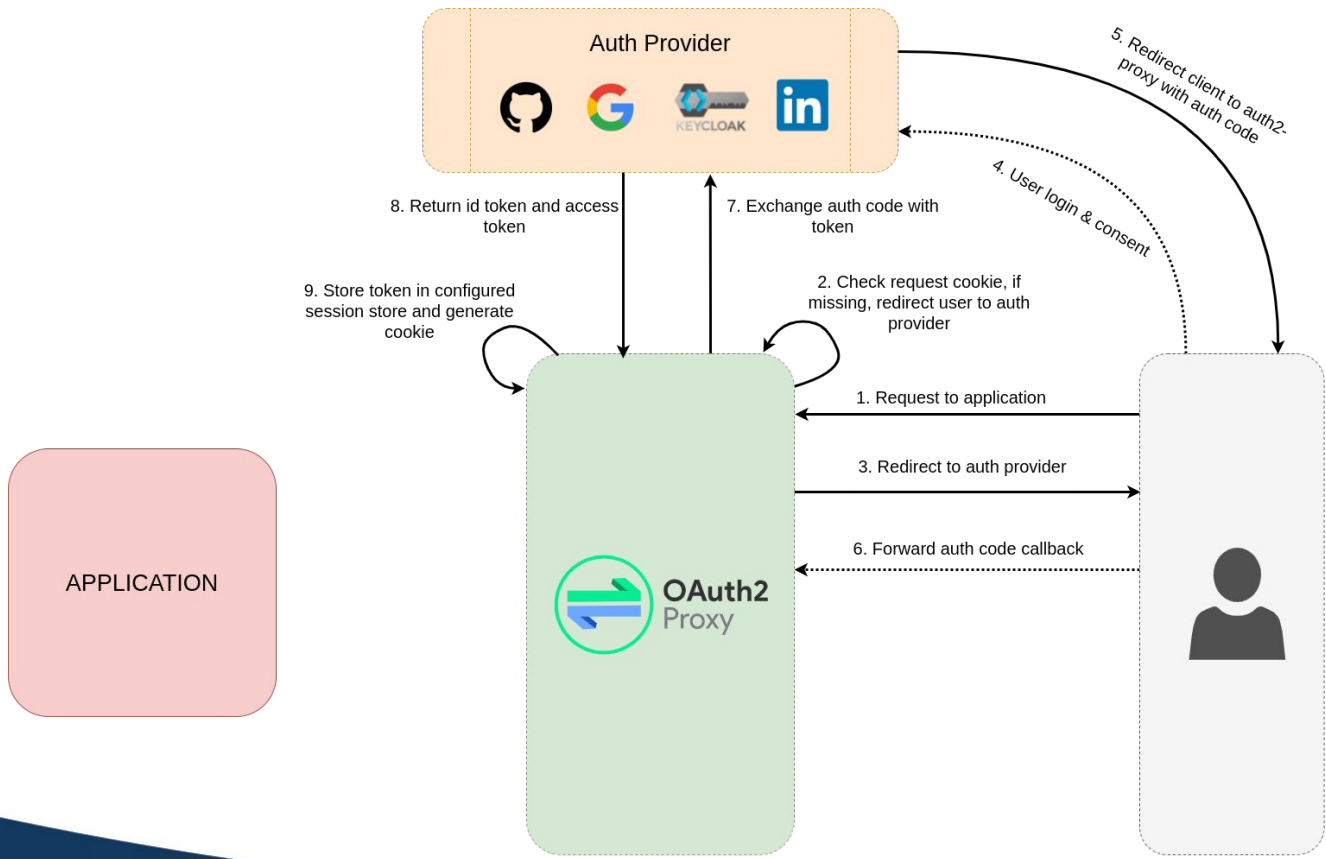 Auth Provider
KEYCLOAK
in
5. Redirect client to auth2-
proxy with auth code
4. User login & consent
8. Return id token and access
token
7. Exchange auth code with
token
9. Store token in configured
session store and generate
cookie
2. Check request cookie, if
missing, redirect user to auth
provider
1. Request to application
3. Redirect to auth provider
6. Forward auth code callback
APPLICATION
OAuth2
Proxy